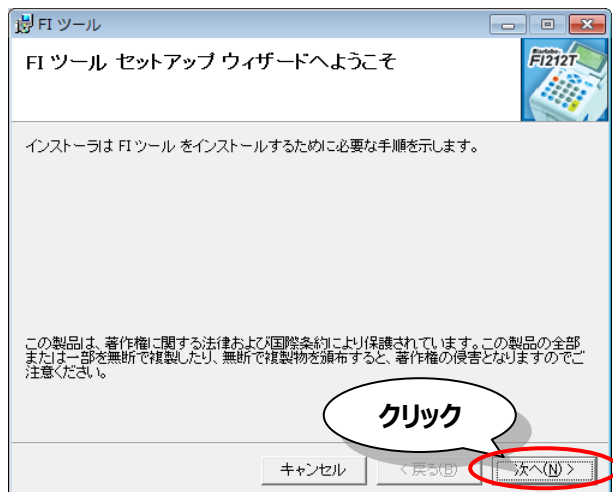 FI ツール
FI ツール セットアップ ウィザードへようこそ
FI212T
インストーラは FI ツール をインストールするために必要な手順を示します。
この製品は、著作権に関する法律および国際条約により保護されています。この製品の全部
または一部を無断で複製したり、無断で複製物を頒布すると、著作権の侵害となりますのでご
注意ください。
クリック
キャンセル
< 戻る(B)
次へ(N) >